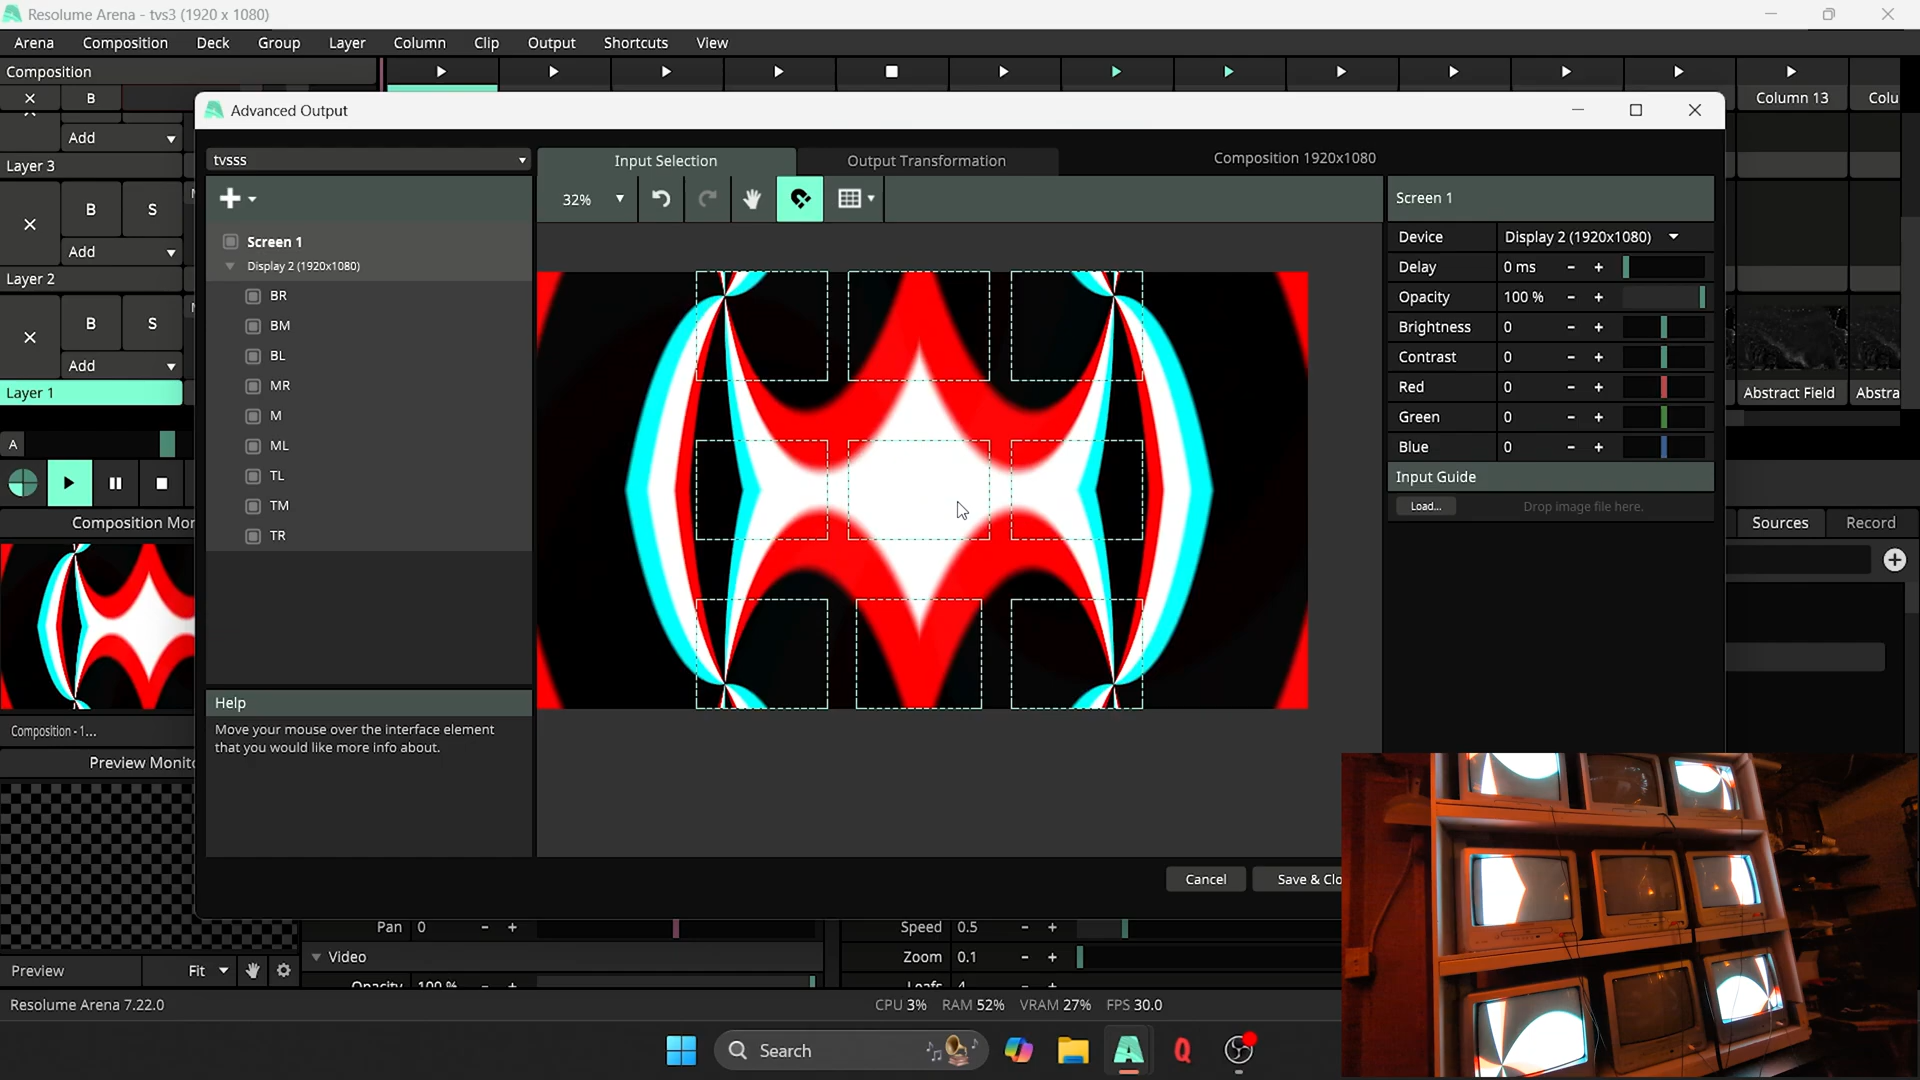 Resolume Arena - tvs3 (1920 x 1080)
Arena Composition Deck Group Layer Column Clip Output Shortcuts View
Composition
X B
Column 13 Colu
Advanced Output
Add
Layer 3
tvsss
Input Selection Output Transformation Composition 1920x1080
32%
Screen 1
B S
Add
Layer 2
Screen 1
Display 2 (1920x1080)
BR
BM
BL
MR
M
ML
TL
TM
TR
Device Display 2 (1920x1080)
Delay 0 ms - +
Opacity 100 % - +
Brightness 0 - +
Contrast 0 - +
Red 0 - +
Green 0 - +
Blue 0 - +
Input Guide
Load... Drop image file here.
B S
Add
Layer 1
Abstract Field Abstra
A
Composition Mor
Sources Record
Help
Move your mouse over the interface element
that you would like more info about.
Composition - 1...
Preview Monito
Cancel Save & Clo
Pan 0 - +
Speed 0.5 - +
Video
Zoom 0.1 - +
Opacity 100 % - +
Leafs 4 - +
Preview Fit
Resolume Arena 7.22.0
CPU 3% RAM 52% VRAM 27% FPS 30.0
Search